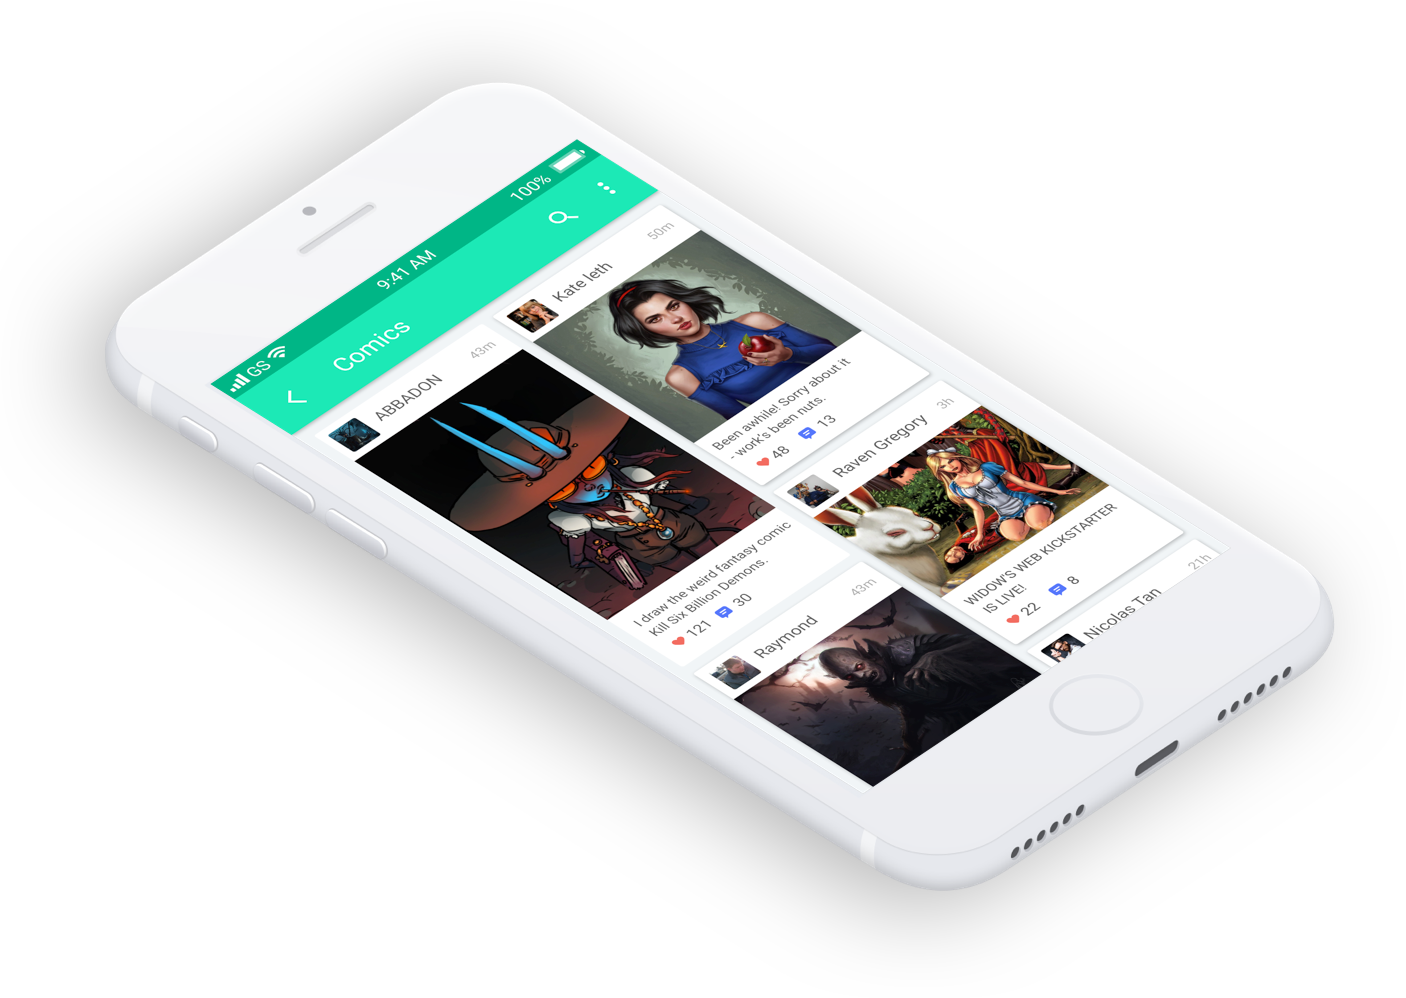 GS
9:41 AM
100%
Comics
ABBADON
43m
I draw the weird fantasy comic
Kill Six Billion Demons.
121
30
Raymond
43m
Kate leth
50m
Been awhile! Sorry about it
- work's been nuts.
48
13
Raven Gregory
3h
WIDOW'S WEB KICKSTARTER
IS LIVE!
22
8
Nicolas Tan
21h